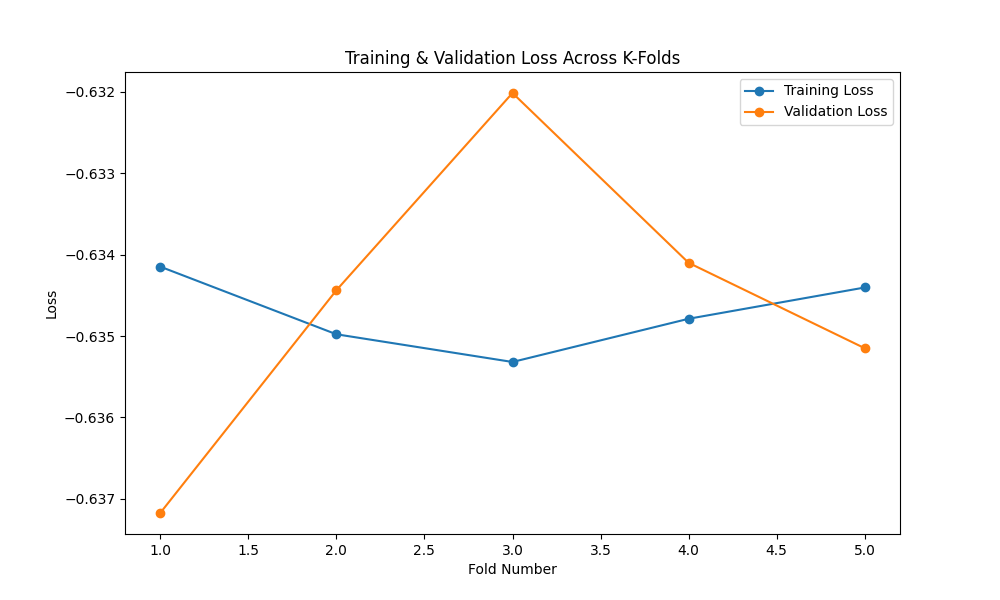 Training & Validation Loss Across K-Folds
Training Loss
Validation Loss
−0.632
−0.633
−0.634
−0.635
−0.636
−0.637
Loss
1.0 1.5 2.0 2.5 3.0 3.5 4.0 4.5 5.0
Fold Number